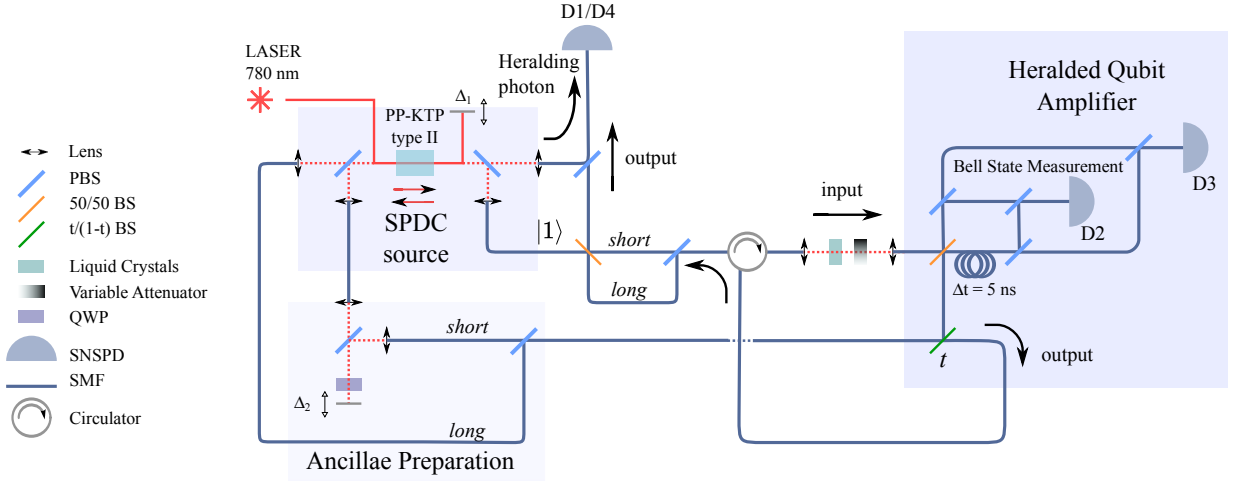 D1/D4
LASER
780 nm
Heralding
photon
Δ₁
PP-KTP
type II
SPDC
source
output
|1⟩
short
long
input
Heralded Qubit
Amplifier
Bell State Measurement
D3
D2
Δt = 5 ns
t
output
short
long
Δ₂
Ancillae Preparation
Lens
PBS
50/50 BS
t/(1-t) BS
Liquid Crystals
Variable Attenuator
QWP
SNSPD
SMF
Circulator